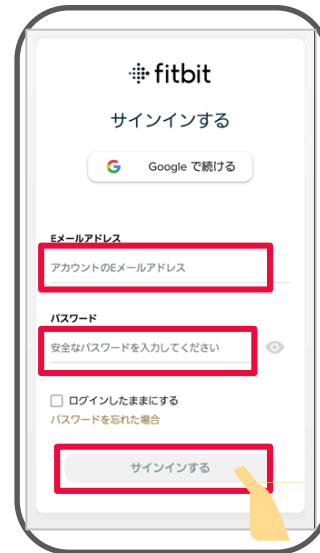 fitbit
サインインする
Google で続ける
Eメールアドレス
アカウントのEメールアドレス
パスワード
安全なパスワードを入力してください
ログインしたままにする
パスワードを忘れた場合
サインインする